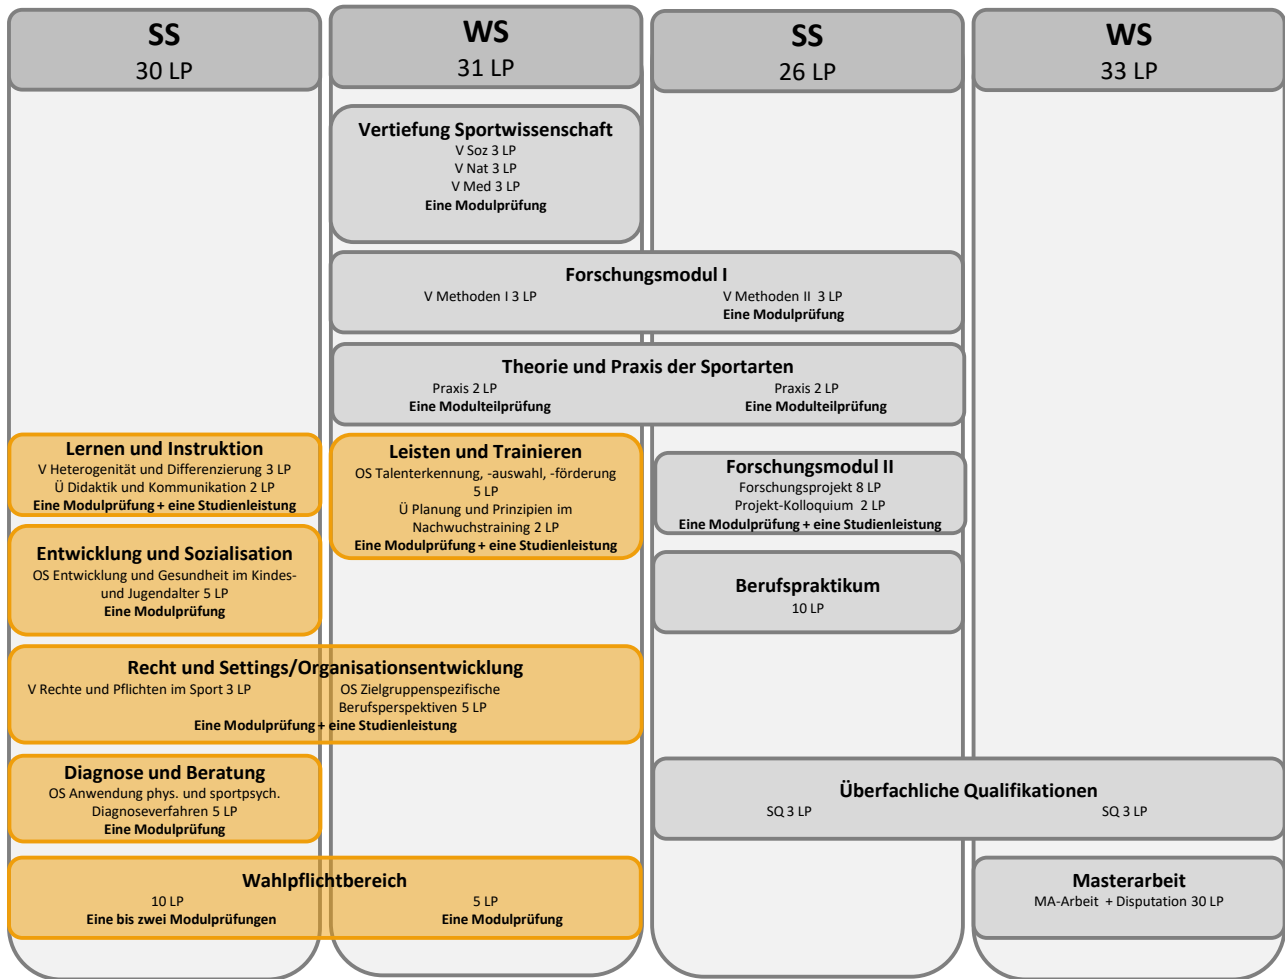 SS
30 LP
WS
31 LP
SS
26 LP
WS
33 LP
Vertiefung Sportwissenschaft
V Soz 3 LP
V Nat 3 LP
V Med 3 LP
Eine Modulprüfung
Forschungsmodul I
V Methoden I 3 LP
V Methoden II 3 LP
Eine Modulprüfung
Theorie und Praxis der Sportarten
Praxis 2 LP
Eine Modulteilprüfung
Praxis 2 LP
Eine Modulteilprüfung
Lernen und Instruktion
V Heterogenität und Differenzierung 3 LP
Ü Didaktik und Kommunikation 2 LP
Eine Modulprüfung + eine Studienleistung
Leisten und Trainieren
OS Talenterkennung, -auswahl, -förderung
5 LP
Ü Planung und Prinzipien im
Nachwuchstraining 2 LP
Eine Modulprüfung + eine Studienleistung
Forschungsmodul II
Forschungsprojekt 8 LP
Projekt-Kolloquium 2 LP
Eine Modulprüfung + eine Studienleistung
Entwicklung und Sozialisation
OS Entwicklung und Gesundheit im Kindes-
und Jugendalter 5 LP
Eine Modulprüfung
Berufspraktikum
10 LP
Recht und Settings/Organisationsentwicklung
V Rechte und Pflichten im Sport 3 LP
OS Zielgruppenspezifische
Berufsperspektiven 5 LP
Eine Modulprüfung + eine Studienleistung
Diagnose und Beratung
OS Anwendung phys. und sportpsych.
Diagnoseverfahren 5 LP
Eine Modulprüfung
Überfachliche Qualifikationen
SQ 3 LP
SQ 3 LP
Wahlpflichtbereich
10 LP
Eine bis zwei Modulprüfungen
5 LP
Eine Modulprüfung
Masterarbeit
MA-Arbeit + Disputation 30 LP